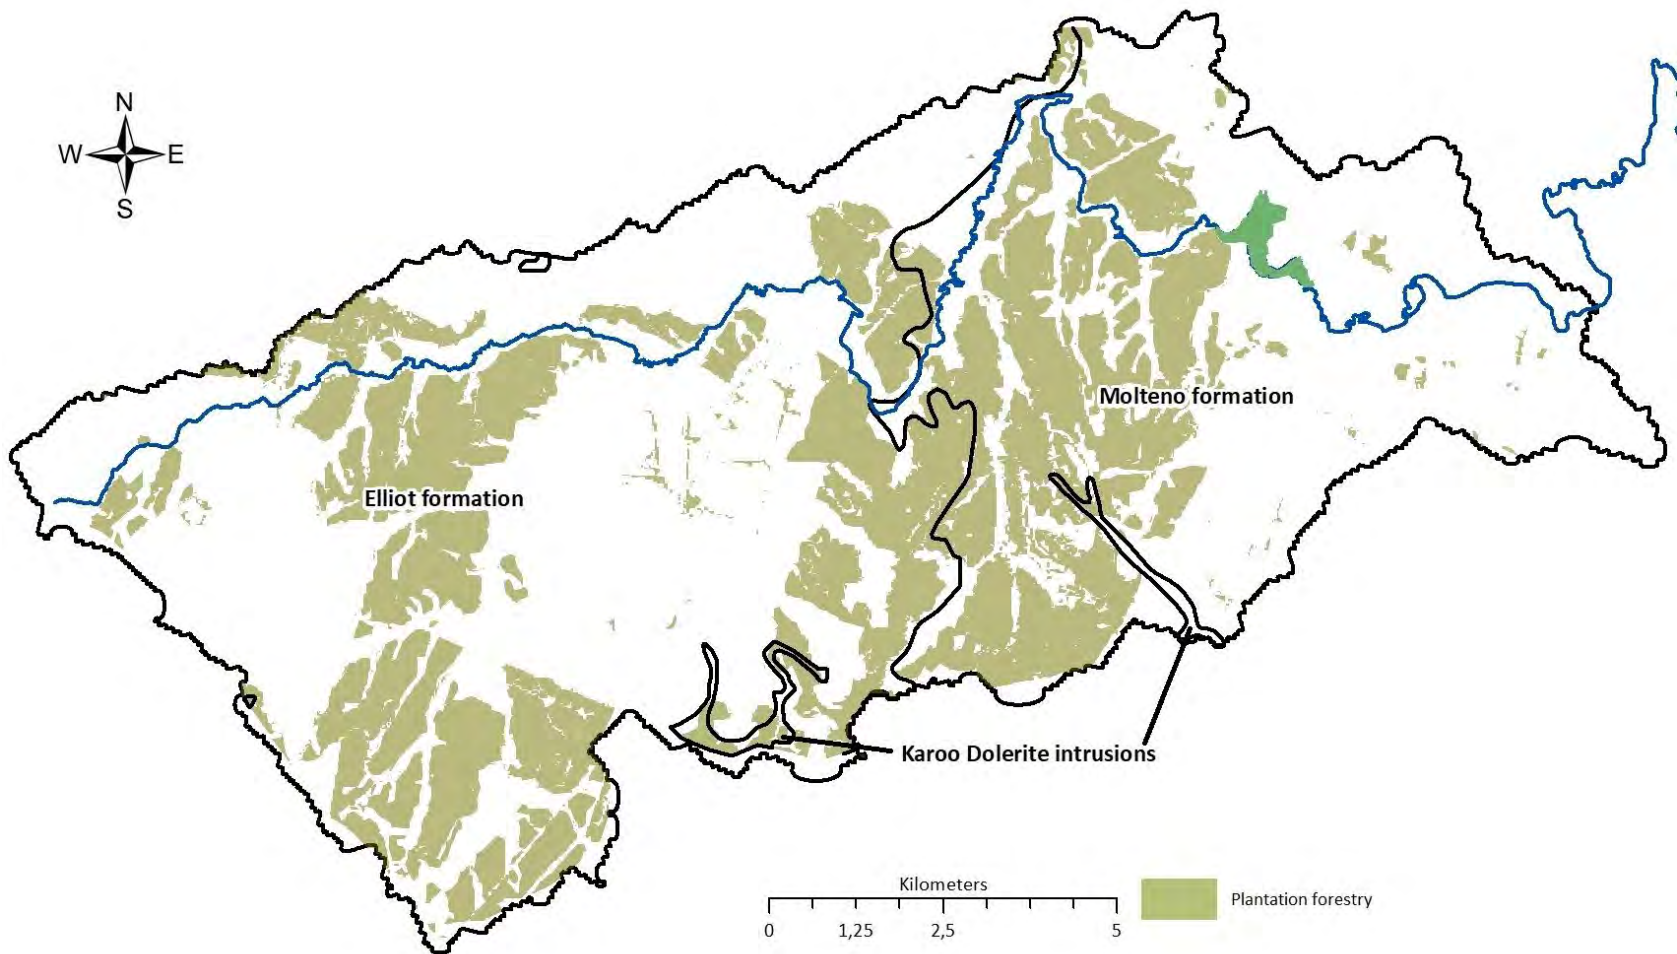 N
W E
S
Molteno formation
Elliot formation
Karoo Dolerite intrusions
Kilometers
0 1,25 2,5 5
Plantation forestry